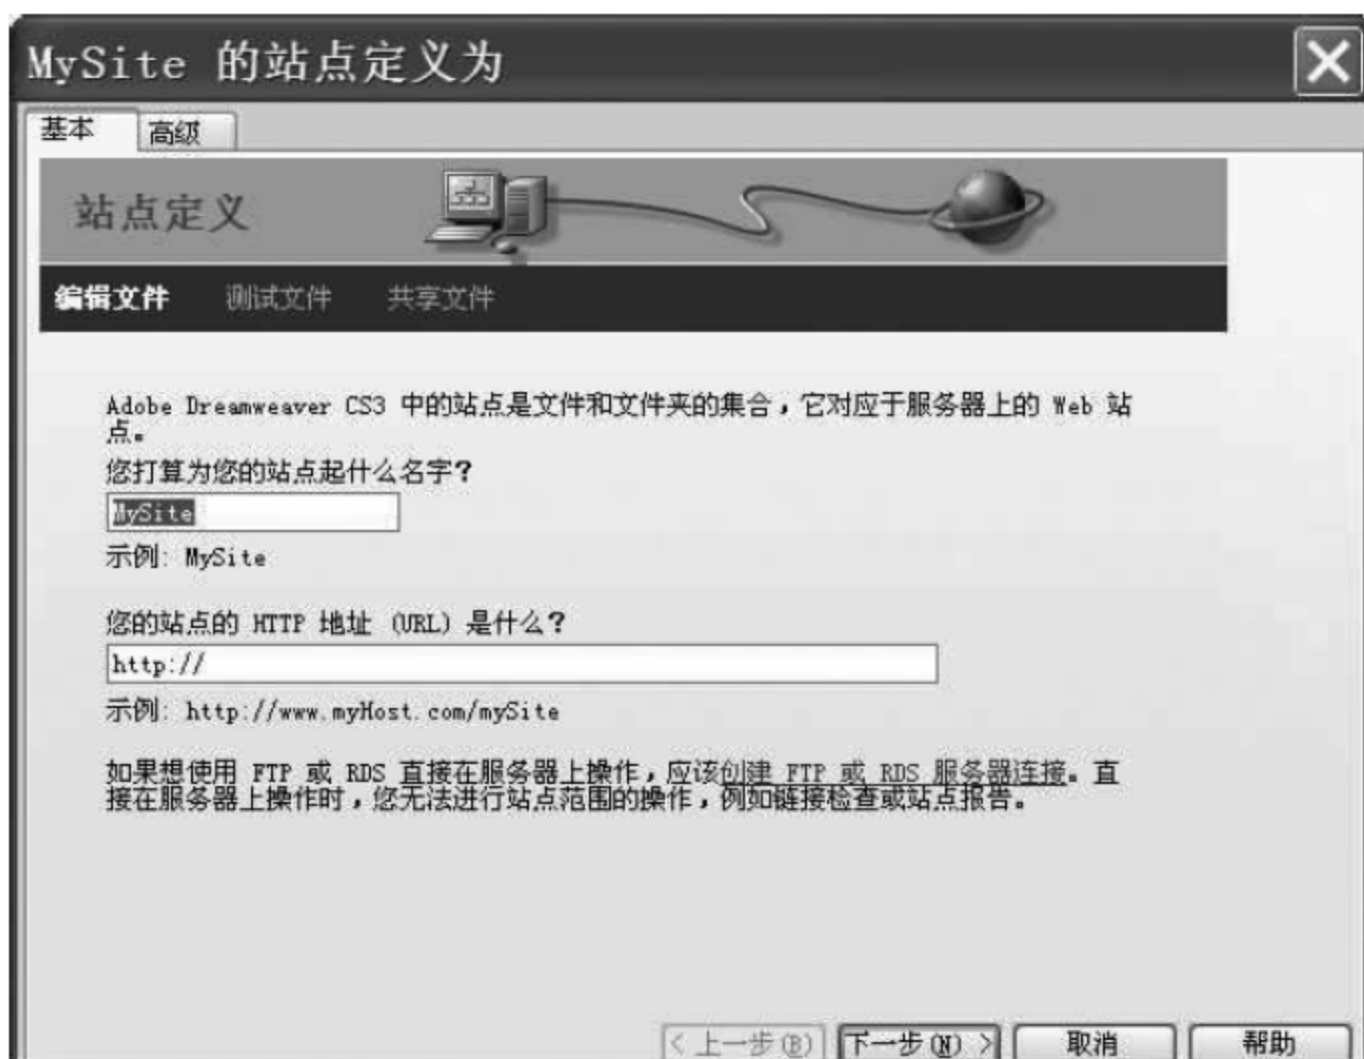 MySite 的站点定义为
基本 高级
站点定义
编辑文件 测试文件 共享文件
Adobe Dreamweaver CS3 中的站点是文件和文件夹的集合，它对应于服务器上的 Web 站
点。
您打算为您的站点起什么名字？
MySite
示例: MySite
您的站点的 HTTP 地址 (URL) 是什么？
http://
示例: http://www.myHost.com/mySite
如果想使用 FTP 或 RDS 直接在服务器上操作，应该创建 FTP 或 RDS 服务器连接。直
接在服务器上操作时，您无法进行站点范围的操作，例如链接检查或站点报告。
< 上一步(B) 下一步(N) > 取消 帮助